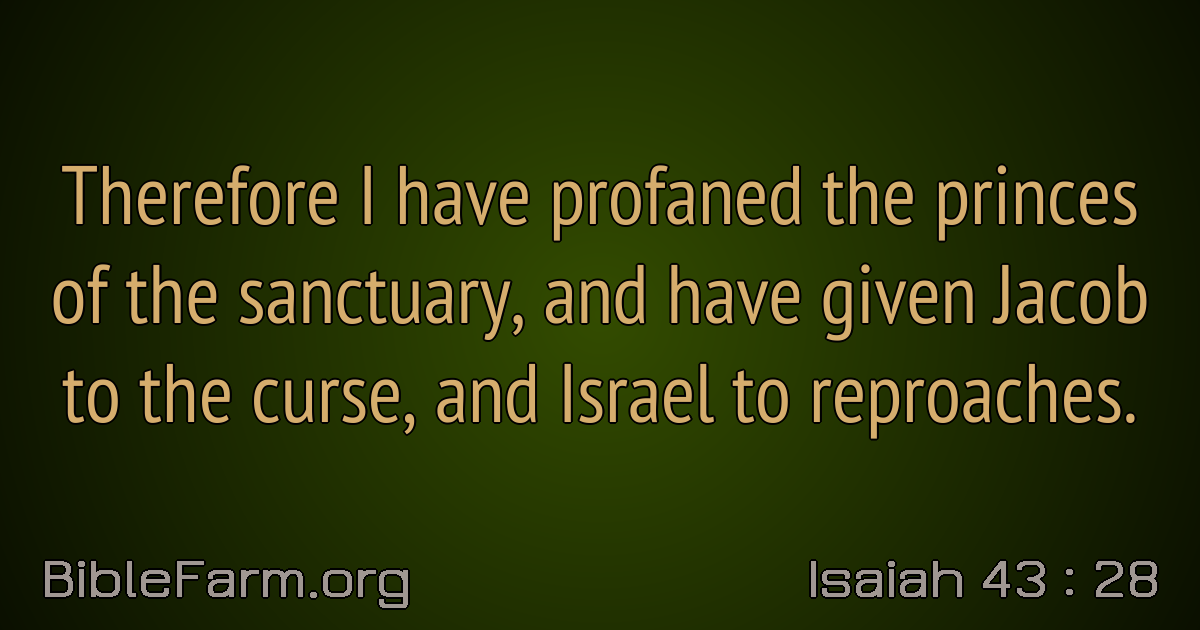 Therefore I have profaned the princes
of the sanctuary, and have given Jacob
to the curse, and Israel to reproaches.
BibleFarm.org
Isaiah 43 : 28